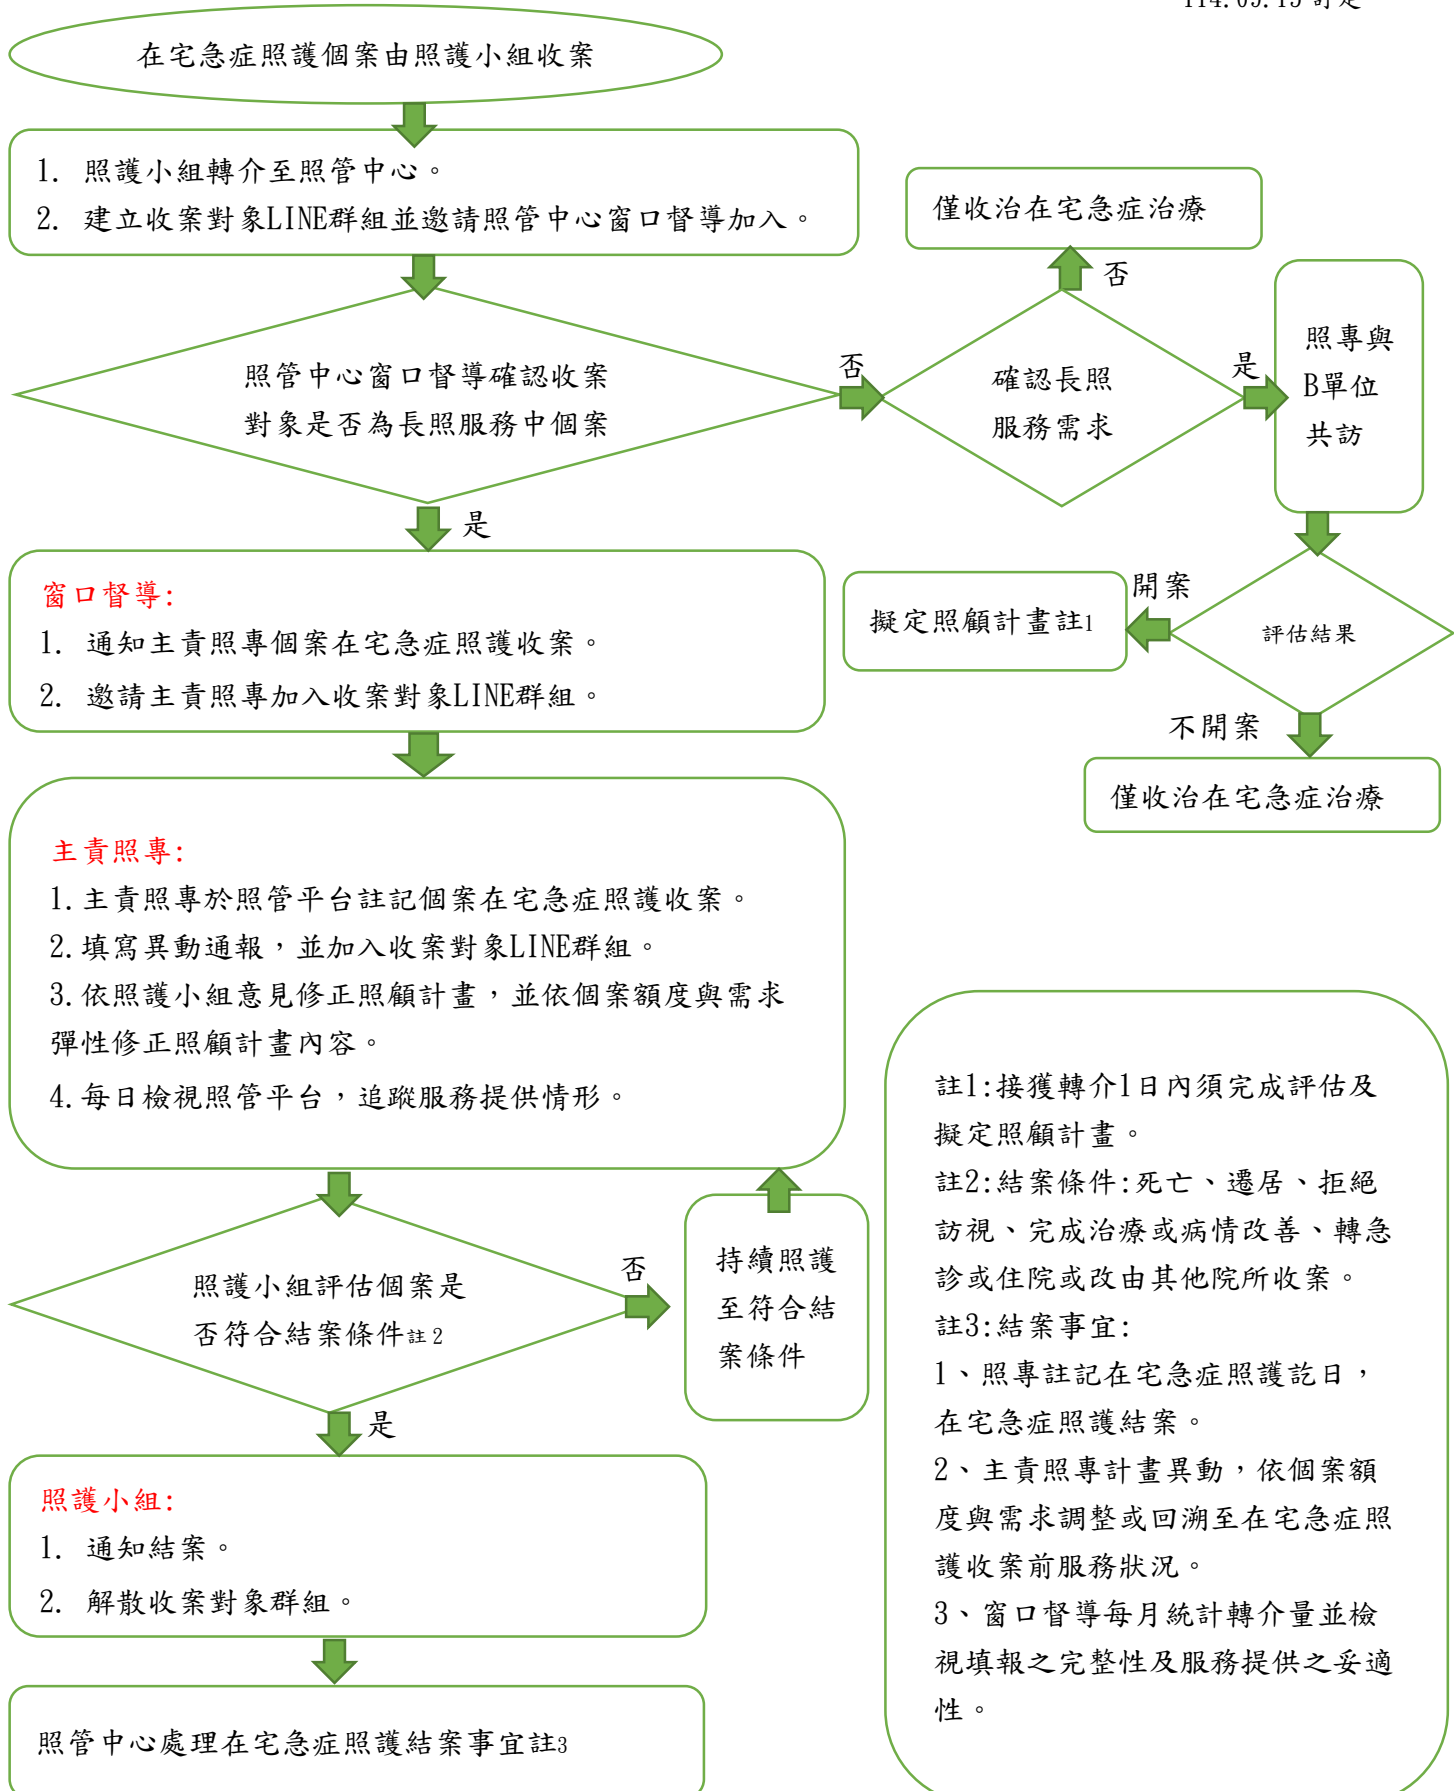 在宅急症照護個案由照護小組收案
1. 照護小組轉介至照管中心。
2. 建立收案對象LINE群組並邀請照管中心窗口督導加入。
僅收治在宅急症治療
否
照管中心窗口督導確認收案
對象是否為長照服務中個案
否
確認長照
服務需求
是
照專與
B單位
共訪
是
窗口督導:
1. 通知主責照專個案在宅急症照護收案。
2. 邀請主責照專加入收案對象LINE群組。
擬定照顧計畫註1
開案
評估結果
不開案
僅收治在宅急症治療
主責照專:
1.主責照專於照管平台註記個案在宅急症照護收案。
2.填寫異動通報，並加入收案對象LINE群組。
3.依照護小組意見修正照顧計畫，並依個案額度與需求
彈性修正照顧計畫內容。
4.每日檢視照管平台，追蹤服務提供情形。
照護小組評估個案是
否符合結案條件註2
否
持續照護
至符合結
案條件
是
照護小組:
1. 通知結案。
2. 解散收案對象群組。
照管中心處理在宅急症照護結案事宜註3
註1:接獲轉介1日內須完成評估及
擬定照顧計畫。
註2:結案條件:死亡、遷居、拒絕
訪視、完成治療或病情改善、轉急
診或住院或改由其他院所收案。
註3:結案事宜:
1、照專註記在宅急症照護訖日，
在宅急症照護結案。
2、主責照專計畫異動，依個案額
度與需求調整或回溯至在宅急症照
護收案前服務狀況。
3、窗口督導每月統計轉介量並檢
視填報之完整性及服務提供之妥適
性。